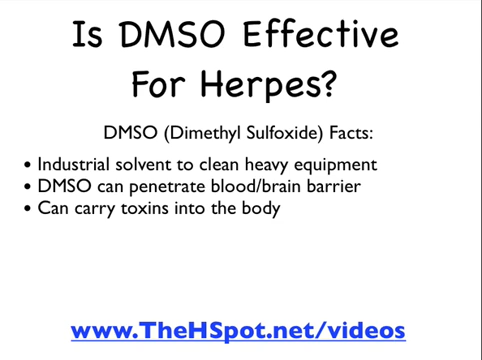 Is DMSO Effective
For Herpes?
DMSO (Dimethyl Sulfoxide) Facts:
• Industrial solvent to clean heavy equipment
• DMSO can penetrate blood/brain barrier
• Can carry toxins into the body
www.TheHSpot.net/videos